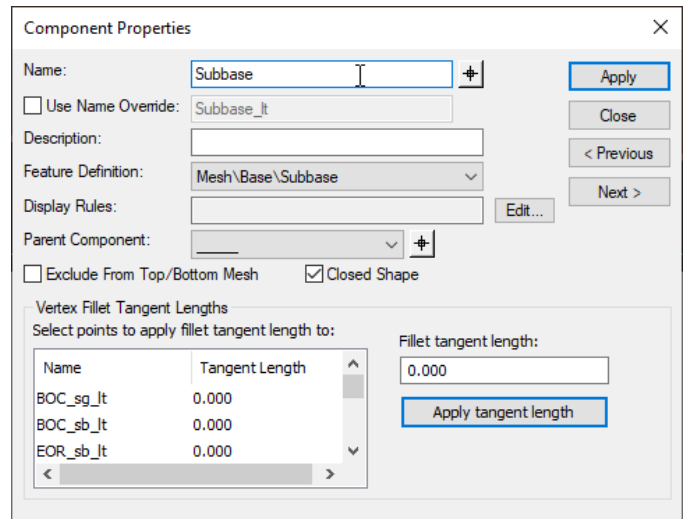 Component Properties
Name: Subbase Apply
Use Name Override: Subbase_lt Close
Description:
< Previous
Feature Definition: Mesh\Base\Subbase
Next >
Display Rules: Edit...
Parent Component: _____
Exclude From Top/Bottom Mesh Closed Shape
Vertex Fillet Tangent Lengths
Select points to apply fillet tangent length to:
Fillet tangent length:
Name Tangent Length
0.000
BOC_sg_lt 0.000
Apply tangent length
BOC_sb_lt 0.000
EOR_sb_lt 0.000